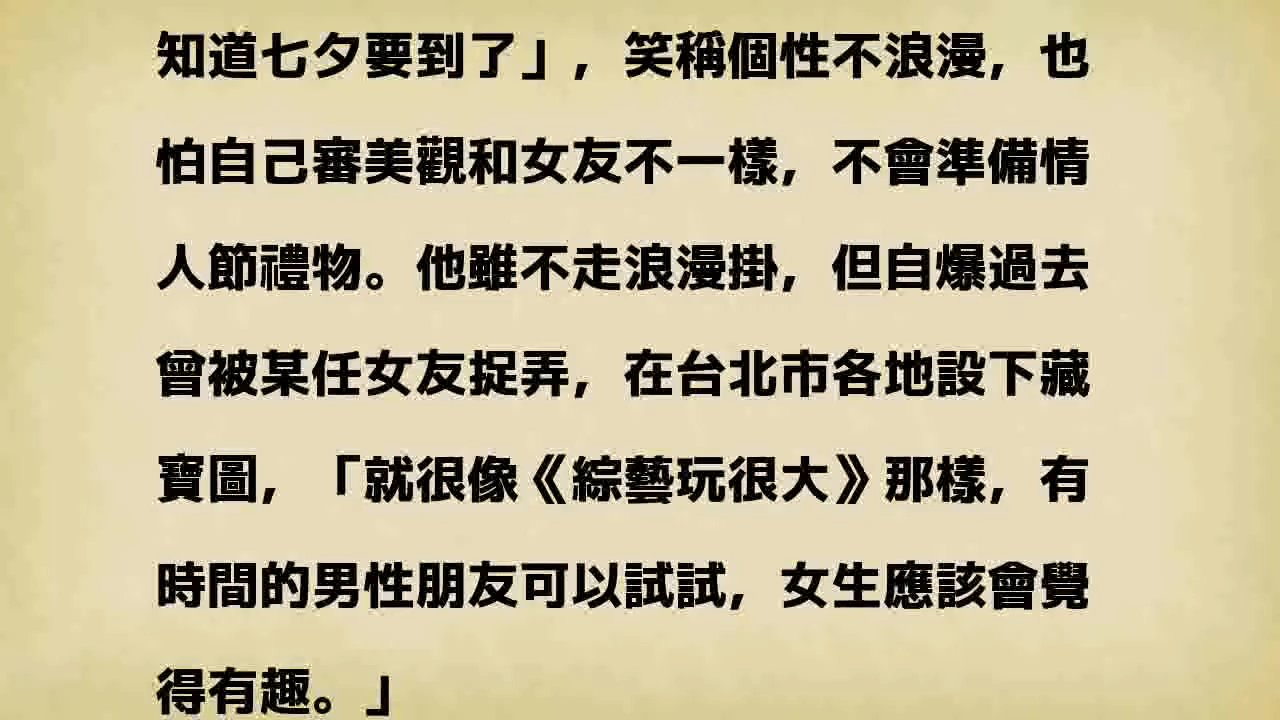 知道七夕要到了」，笑稱個性不浪漫，也
怕自己審美觀和女友不一樣，不會準備情
人節禮物。他雖不走浪漫掛，但自爆過去
曾被某任女友捉弄，在台北市各地設下藏
寶圖，「就很像《綜藝玩很大》那樣，有
時間的男性朋友可以試試，女生應該會覺
得有趣。」